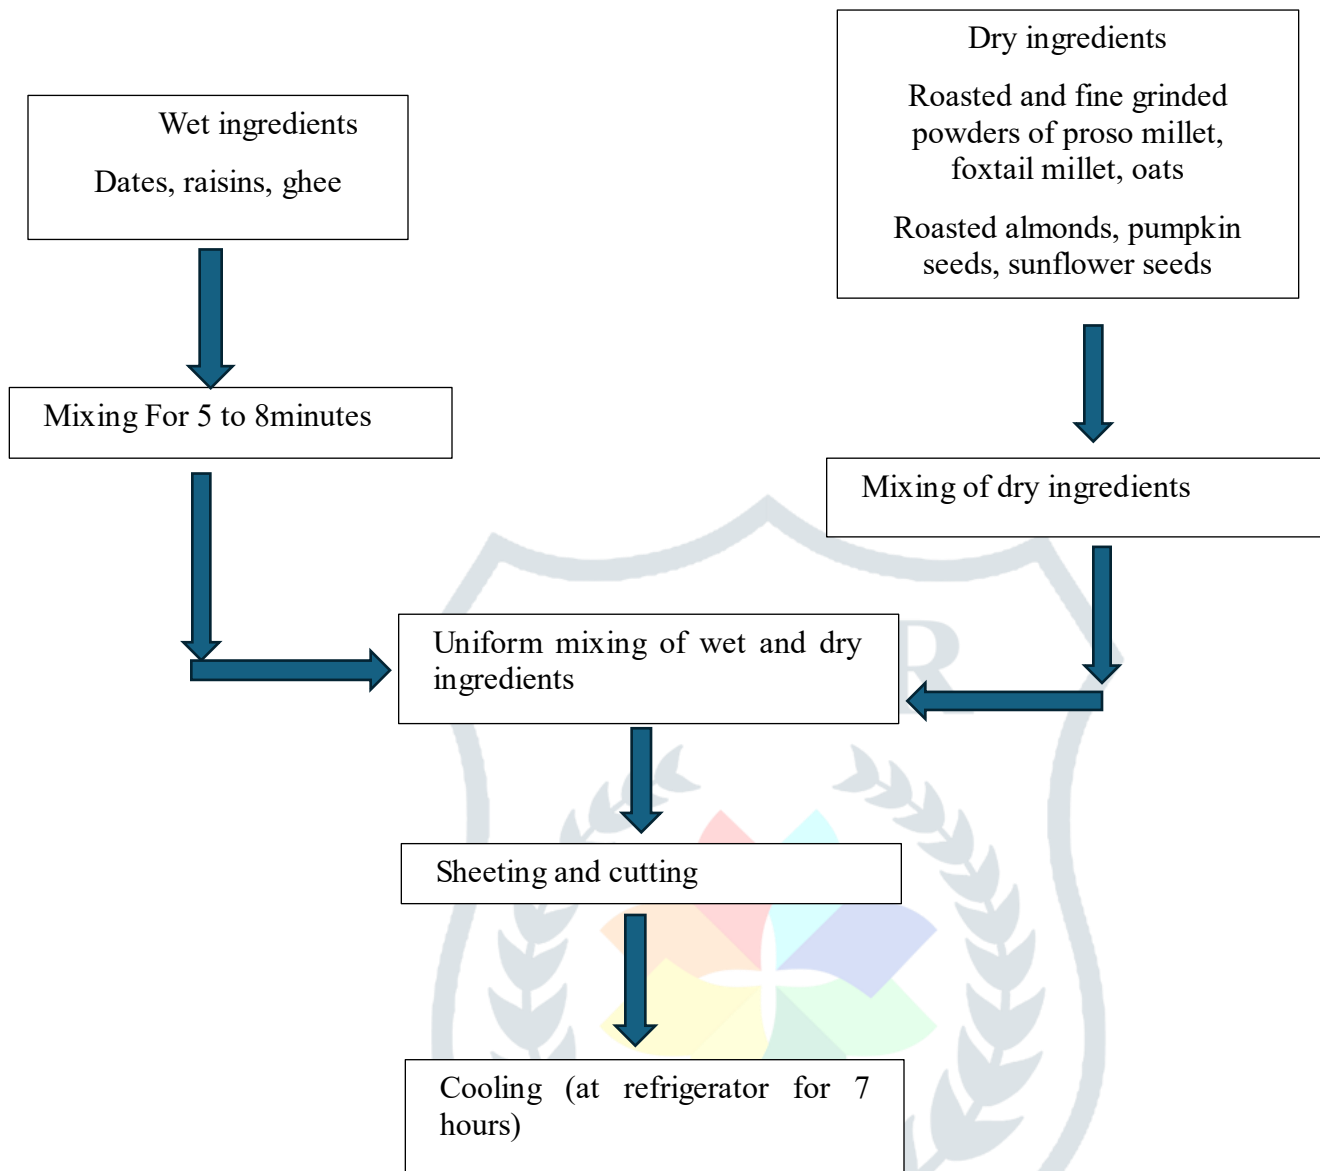 Dry ingredients
Roasted and fine grinded
powders of proso millet,
foxtail millet, oats
Roasted almonds, pumpkin
seeds, sunflower seeds
Wet ingredients
Dates, raisins, ghee
Mixing For 5 to 8minutes
Mixing of dry ingredients
Uniform mixing of wet and dry
ingredients
Sheeting and cutting
Cooling (at refrigerator for 7
hours)